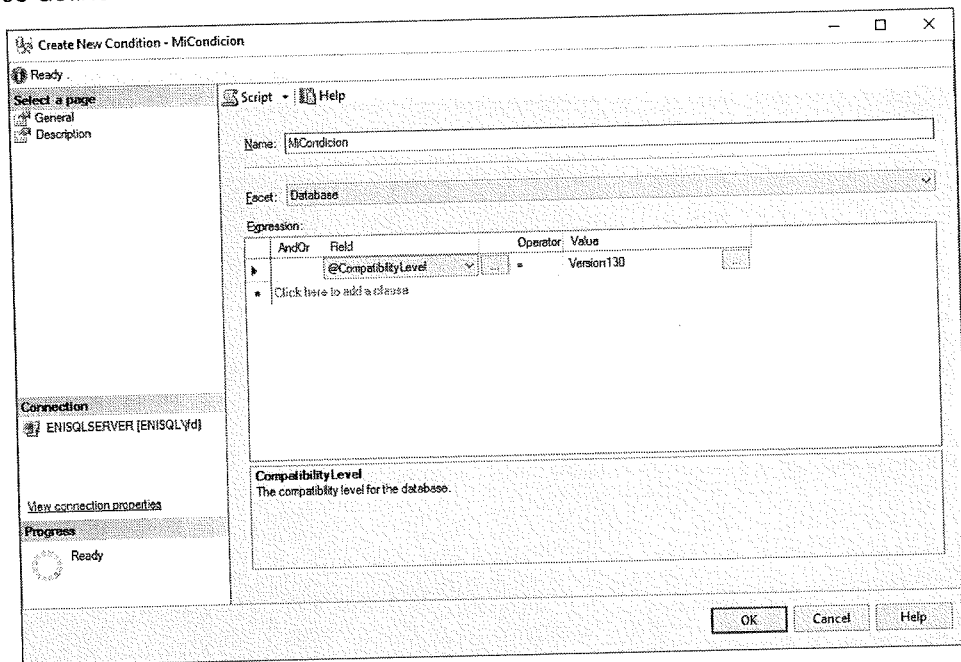 Create New Condition - MiCondicion
Ready
Select a page
General
Description
Script
Help
Name: MiCondicion
Facet: Database
Expression:
AndOr Field Operator Value
@CompatibilityLevel ... = Version130 ...
Click here to add a clause
CompatibilityLevel
The compatibility level for the database.
Connection
ENISQLSERVER [ENISQL\jfd]
View connection properties
Progress
Ready
OK Cancel Help